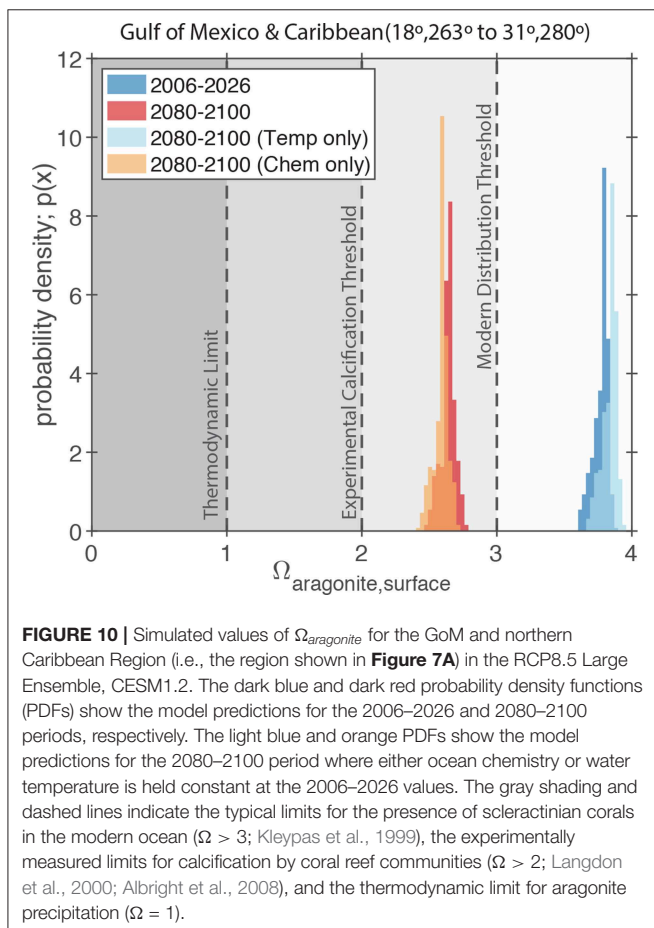 Gulf of Mexico & Caribbean(18º,263º to 31º,280º)
12
10
8
6
4
2
0
probability density; p(x)
2006-2026
2080-2100
2080-2100 (Temp only)
2080-2100 (Chem only)
Thermodynamic Limit
Experimental Calcification Threshold
Modern Distribution Threshold
0 1 2 3 4
Ωaragonite,surface
FIGURE 10 | Simulated values of Ωaragonite for the GoM and northern
Caribbean Region (i.e., the region shown in Figure 7A) in the RCP8.5 Large
Ensemble, CESM1.2. The dark blue and dark red probability density functions
(PDFs) show the model predictions for the 2006–2026 and 2080–2100
periods, respectively. The light blue and orange PDFs show the model
predictions for the 2080–2100 period where either ocean chemistry or water
temperature is held constant at the 2006–2026 values. The gray shading and
dashed lines indicate the typical limits for the presence of scleractinian corals
in the modern ocean (Ω > 3; Kleypas et al., 1999), the experimentally
measured limits for calcification by coral reef communities (Ω > 2; Langdon
et al., 2000; Albright et al., 2008), and the thermodynamic limit for aragonite
precipitation (Ω = 1).